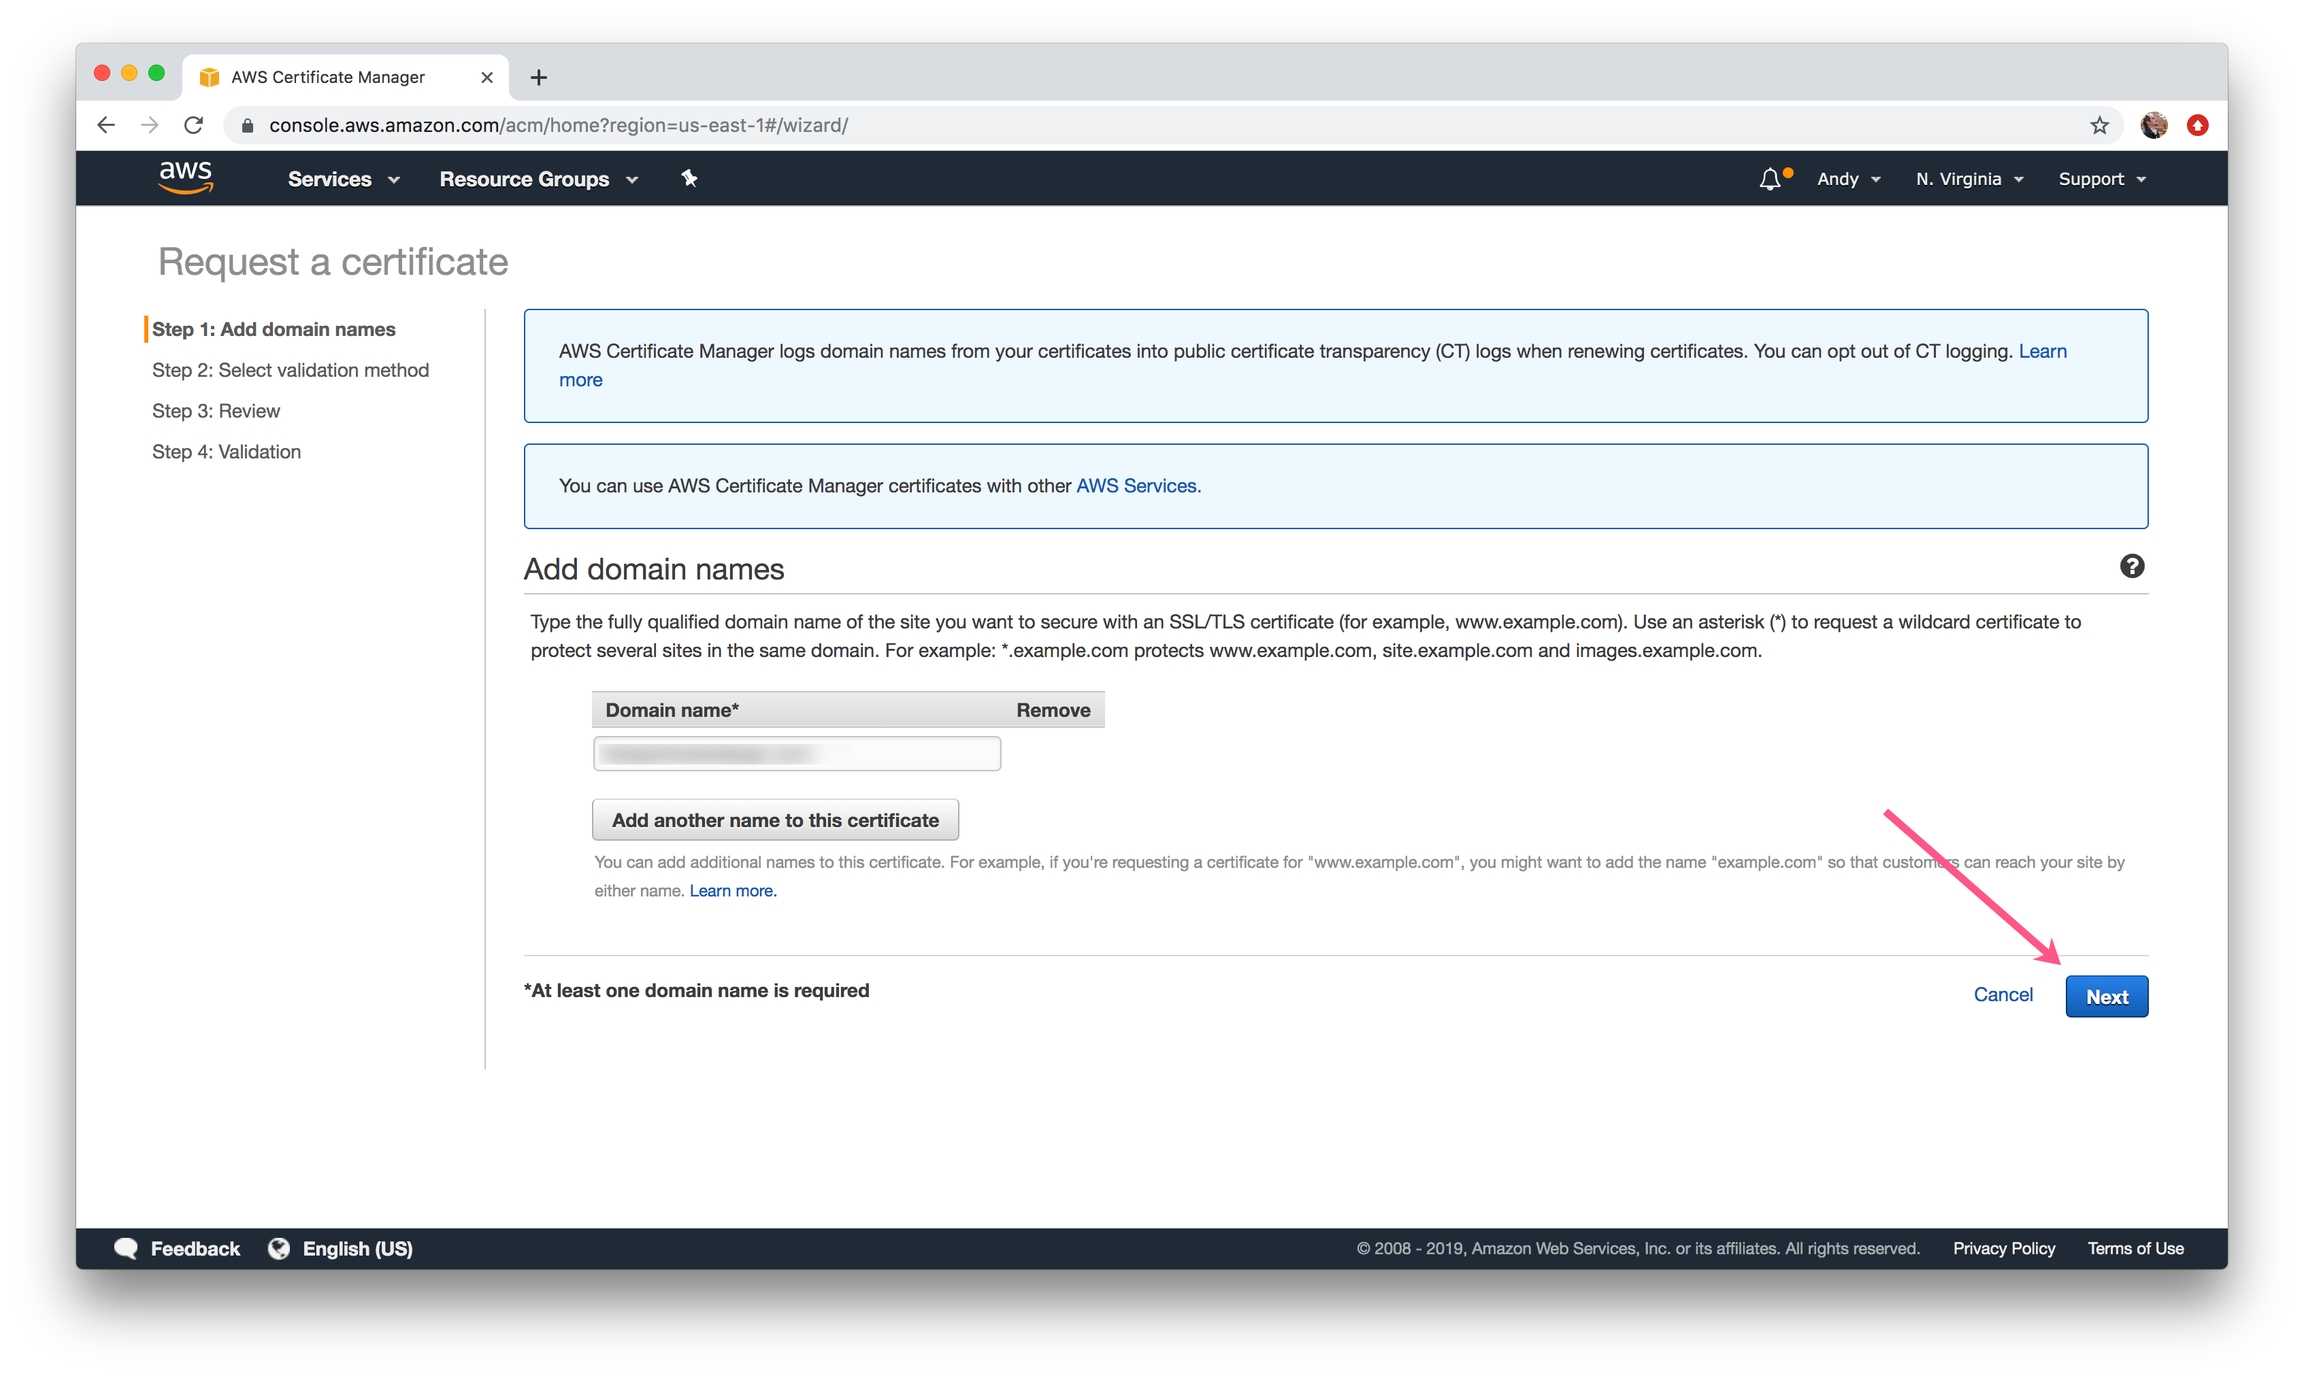 AWS Certificate Manager
console.aws.amazon.com/acm/home?region=us-east-1#/wizard/
aws
Services
Resource Groups
Andy
N. Virginia
Support
Request a certificate
Step 1: Add domain names
Step 2: Select validation method
Step 3: Review
Step 4: Validation
AWS Certificate Manager logs domain names from your certificates into public certificate transparency (CT) logs when renewing certificates. You can opt out of CT logging. Learn
more
You can use AWS Certificate Manager certificates with other AWS Services.
Add domain names
Type the fully qualified domain name of the site you want to secure with an SSL/TLS certificate (for example, www.example.com). Use an asterisk (*) to request a wildcard certificate to
protect several sites in the same domain. For example: *.example.com protects www.example.com, site.example.com and images.example.com.
Domain name*
Remove
Add another name to this certificate
You can add additional names to this certificate. For example, if you're requesting a certificate for "www.example.com", you might want to add the name "example.com" so that customers can reach your site by
either name. Learn more.
*At least one domain name is required
Cancel
Next
Feedback
English (US)
© 2008 - 2019, Amazon Web Services, Inc. or its affiliates. All rights reserved.
Privacy Policy
Terms of Use